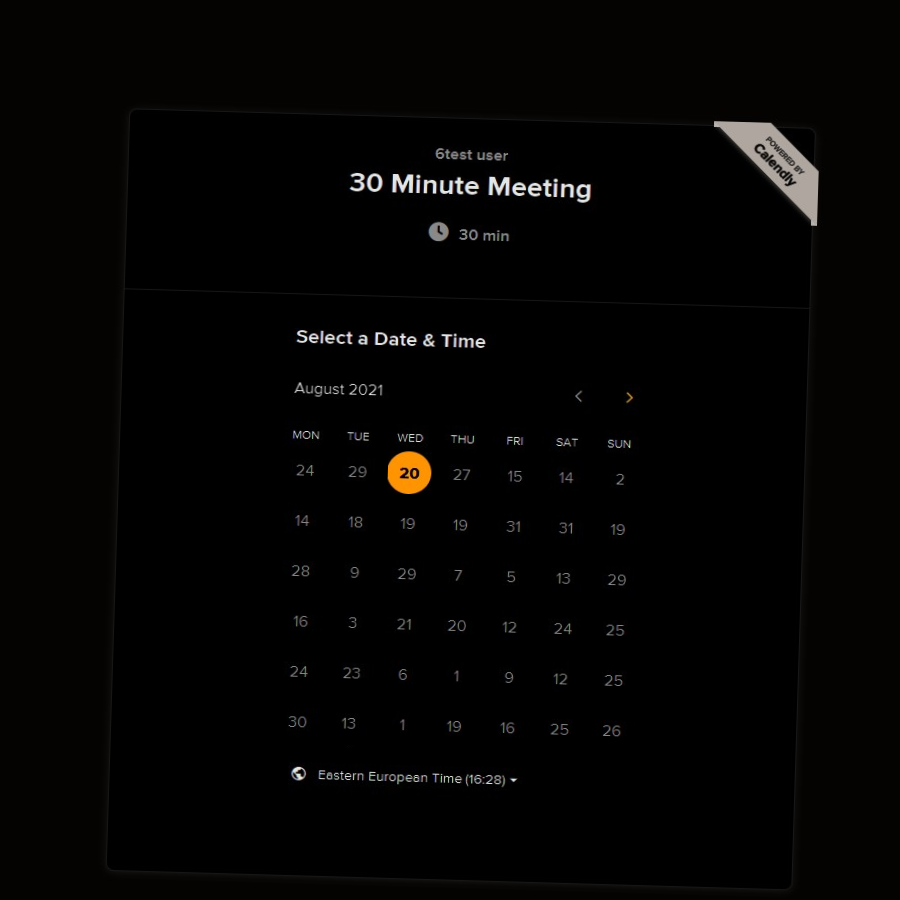 6test user
30 Minute Meeting
30 min
POWERED BY
Calendly
Select a Date & Time
August 2021
MON TUE WED THU FRI SAT SUN
24 29 20 27 15 14 2
14 18 19 19 31 31 19
28 9 29 7 5 13 29
16 3 21 20 12 24 25
24 23 6 1 9 12 25
30 13 1 19 16 25 26
Eastern European Time (16:28)